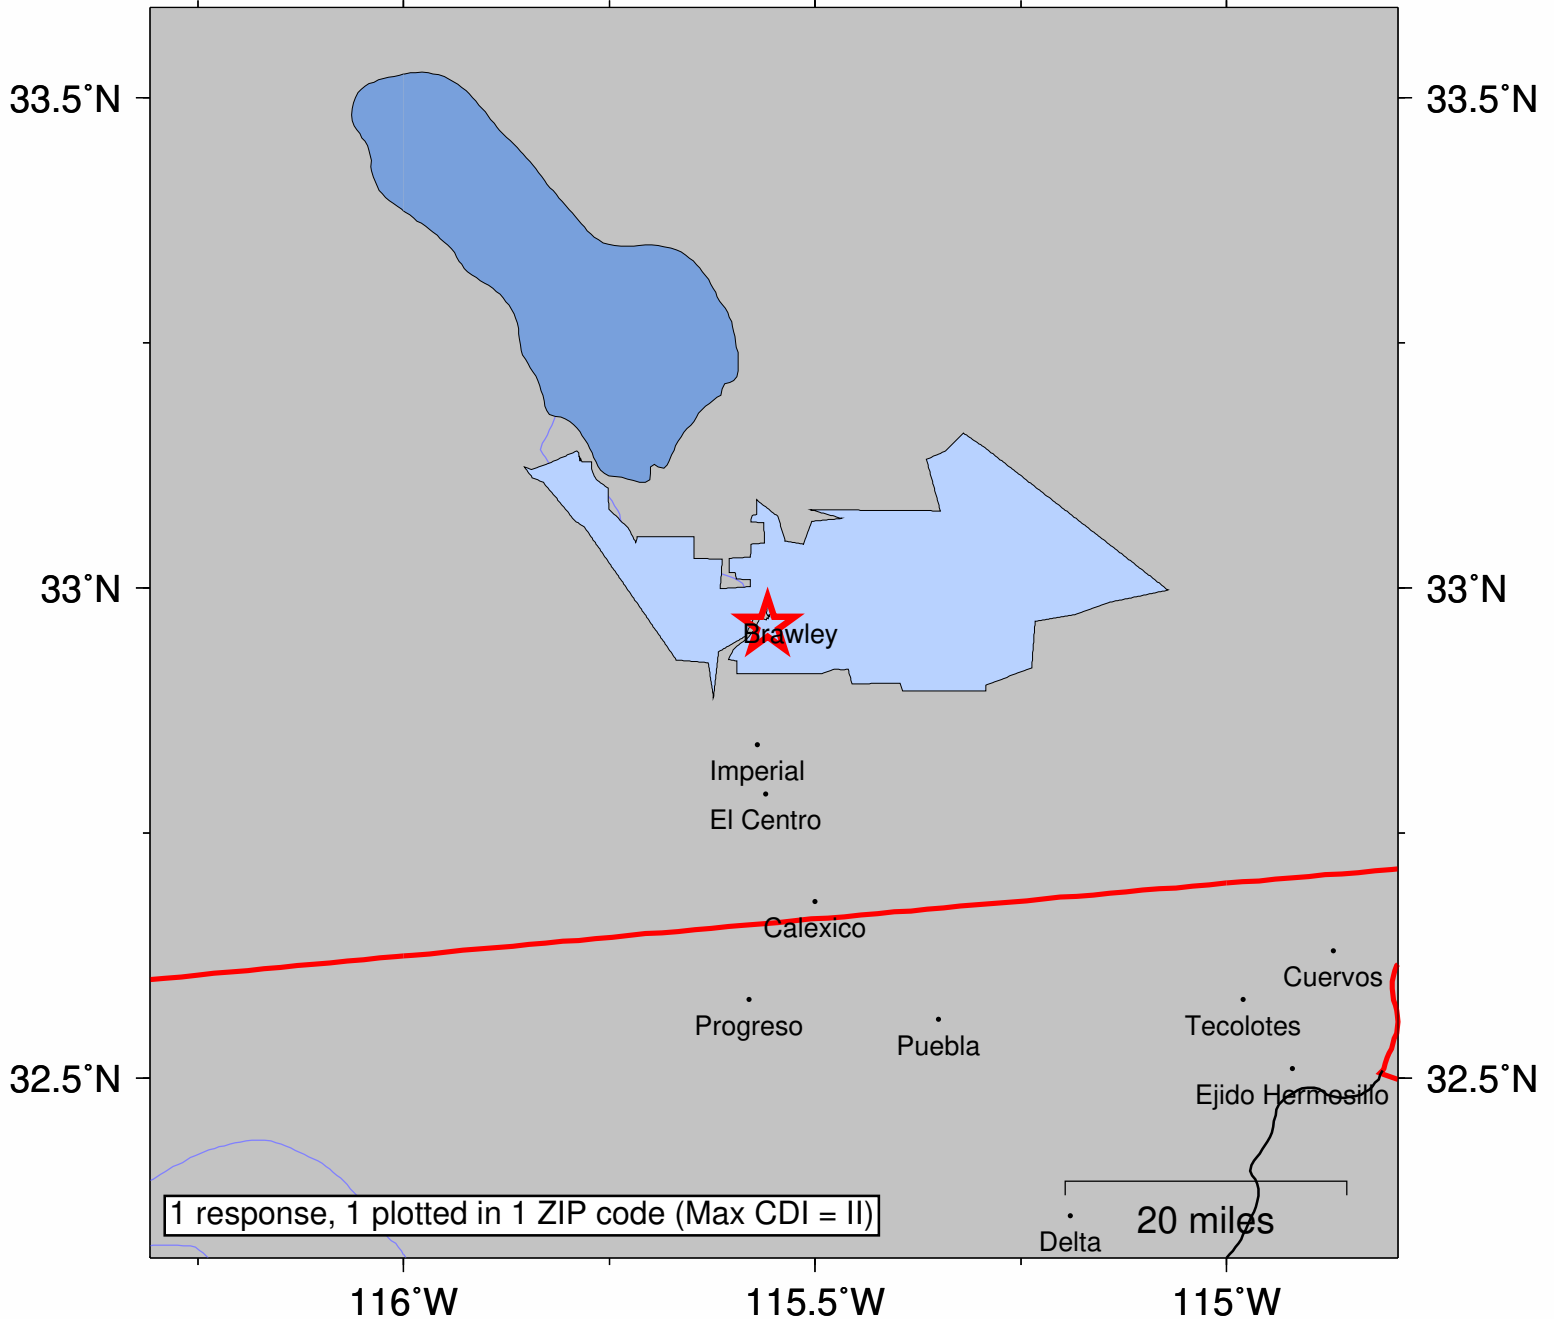 33.5˚N
33.5˚N
33˚N
33˚N
Brawley
Imperial
El Centro
Calexico
Cuervos
Progreso
Tecolotes
Puebla
32.5˚N
32.5˚N
Ejido Hermosillo
1 response, 1 plotted in 1 ZIP code (Max CDI = II)
20 miles
Delta
116˚W
115.5˚W
115˚W